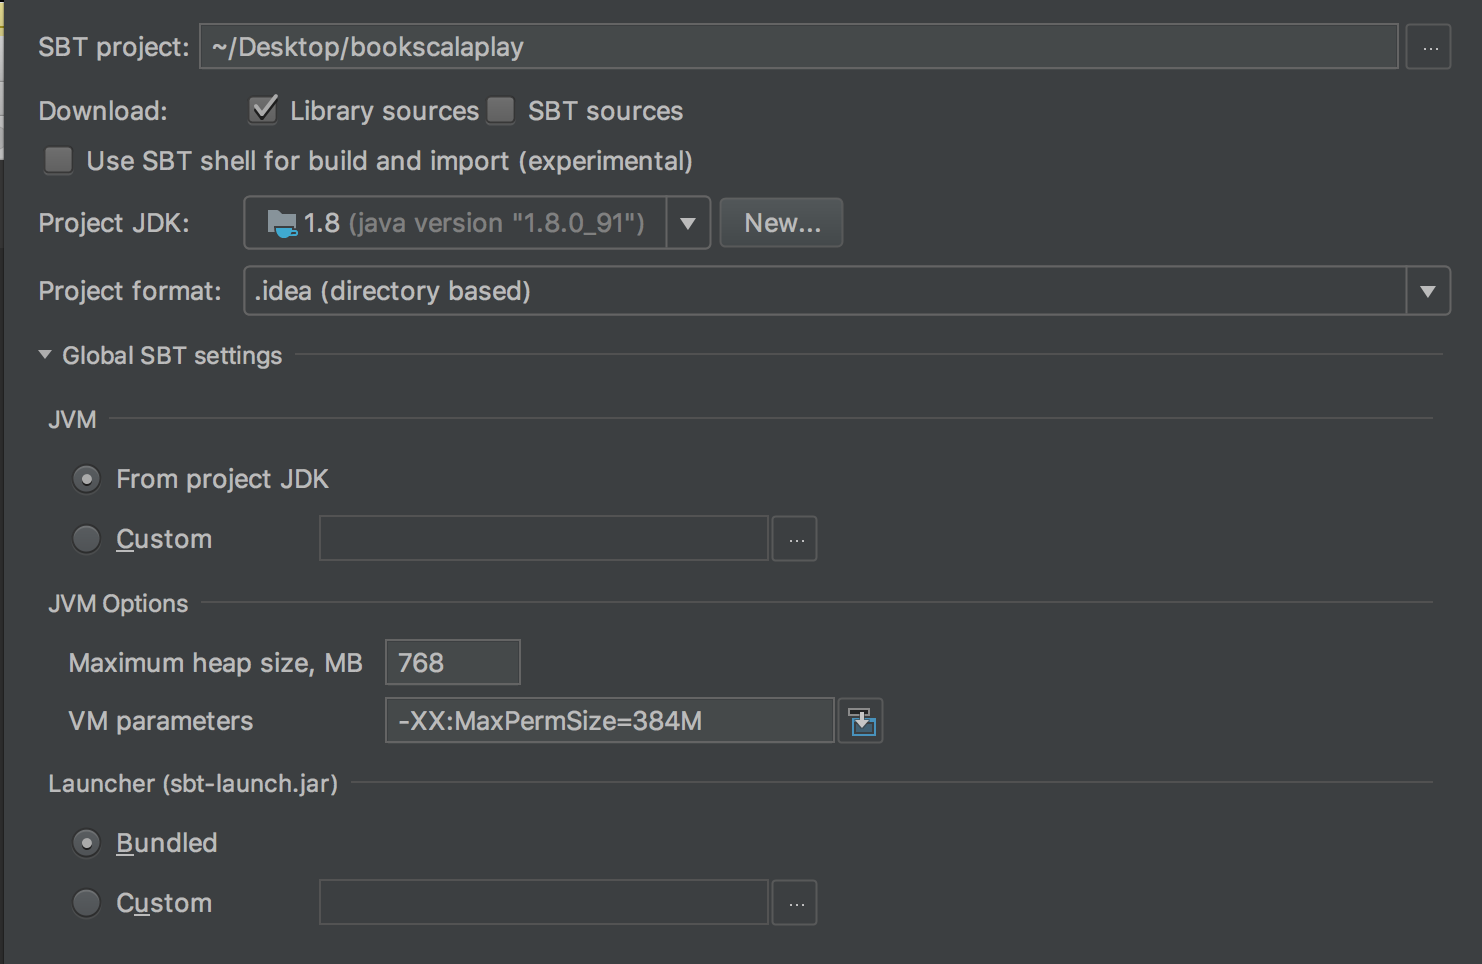 SBT project: ~/Desktop/bookscalaplay ...
Download: Library sources SBT sources
Use SBT shell for build and import (experimental)
Project JDK: 1.8 (java version "1.8.0_91") New...
Project format: .idea (directory based)
Global SBT settings
JVM
From project JDK
Custom ...
JVM Options
Maximum heap size, MB 768
VM parameters -XX:MaxPermSize=384M
Launcher (sbt-launch.jar)
Bundled
Custom ...